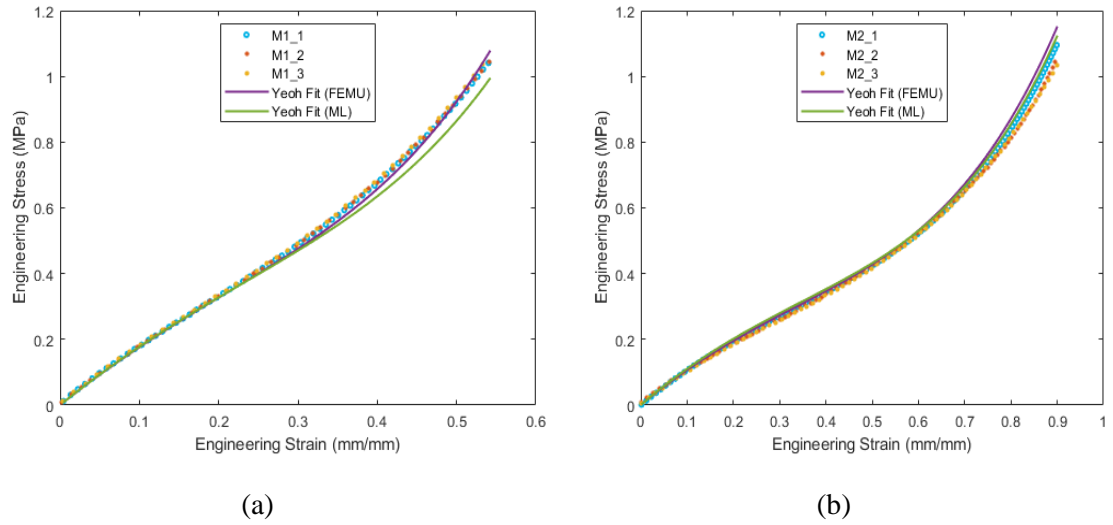 1.2
1
0.8
0.6
0.4
0.2
0
Engineering Stress (MPa)
M1_1
M1_2
M1_3
Yeoh Fit (FEMU)
Yeoh Fit (ML)
0 0.1 0.2 0.3 0.4 0.5 0.6
Engineering Strain (mm/mm)
(a)
1.2
1
0.8
0.6
0.4
0.2
0
Engineering Stress (MPa)
M2_1
M2_2
M2_3
Yeoh Fit (FEMU)
Yeoh Fit (ML)
0 0.1 0.2 0.3 0.4 0.5 0.6 0.7 0.8 0.9 1
Engineering Strain (mm/mm)
(b)